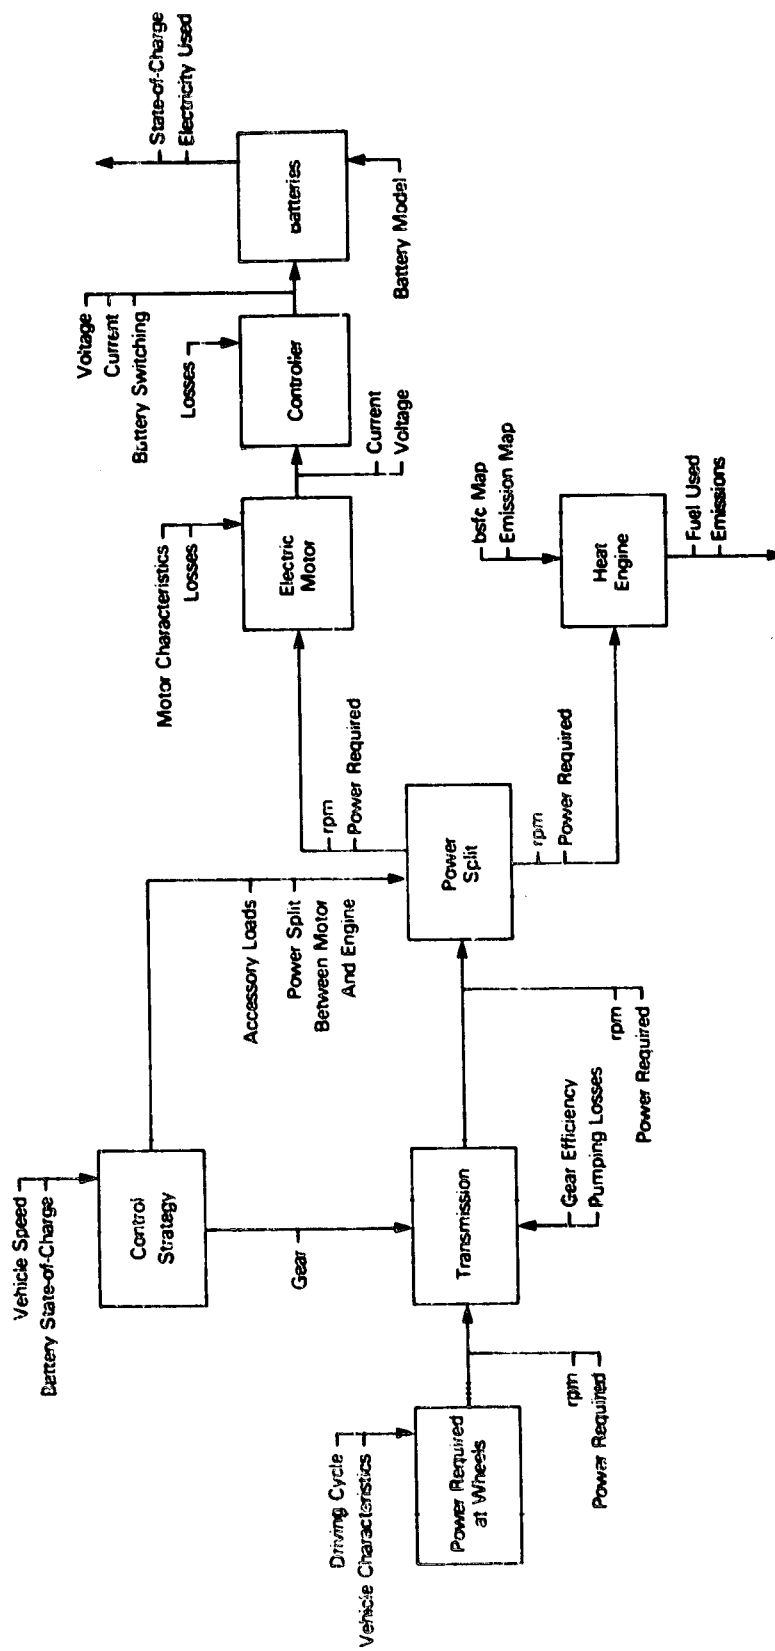 Vehicle Speed
Battery State-of-Charge
Control
Strategy
Gear
Accessory Loads
Power Split
Between Motor
And Engine
Driving Cycle
Vehicle Characteristics
Power Required
at Wheels
rpm
Power Required
Transmission
Gear Efficiency
Pumping Losses
rpm
Power Required
Power
Split
rpm
Power Required
rpm
Power Required
Motor Characteristics
Losses
Electric
Motor
Current
Voltage
Losses
Controller
Voltage
Current
Battery Switching
Batteries
Battery Model
State-of-Charge
Electricity Used
bsfc Map
Emission Map
Heat
Engine
Fuel Used
Emissions